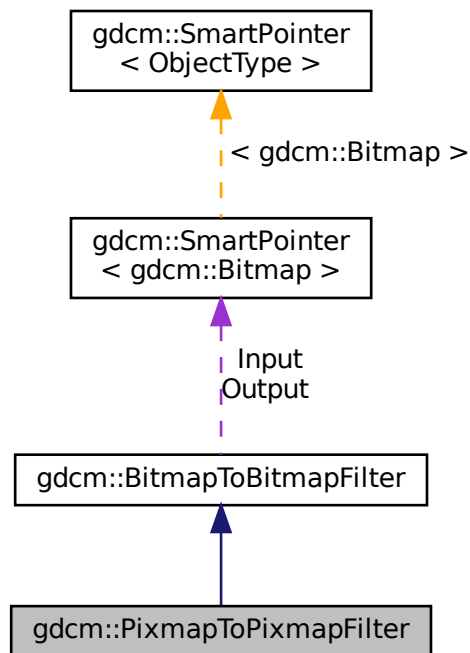 gdcm::SmartPointer
< ObjectType >
< gdcm::Bitmap >
gdcm::SmartPointer
< gdcm::Bitmap >
Input
Output
gdcm::BitmapToBitmapFilter
gdcm::PixmapToPixmapFilter